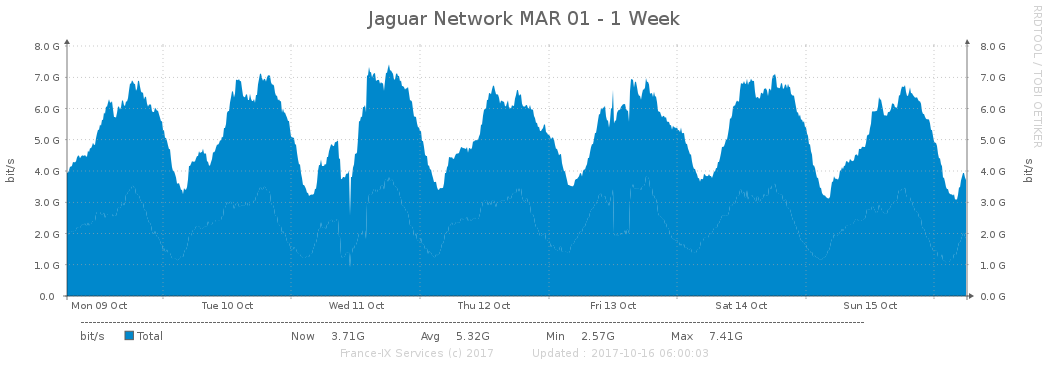 Jaguar Network MAR 01 - 1 Week
RRDTOOL / TOBI OETIKER
bit/s
8.0 G
7.0 G
6.0 G
5.0 G
4.0 G
3.0 G
2.0 G
1.0 G
0.0
8.0 G
7.0 G
6.0 G
5.0 G
4.0 G
3.0 G
2.0 G
1.0 G
0.0 G
bit/s
Mon 09 Oct Tue 10 Oct Wed 11 Oct Thu 12 Oct Fri 13 Oct Sat 14 Oct Sun 15 Oct
bit/s Total Now 3.71G Avg 5.32G Min 2.57G Max 7.41G
France-IX Services (c) 2017 Updated : 2017-10-16 06:00:03